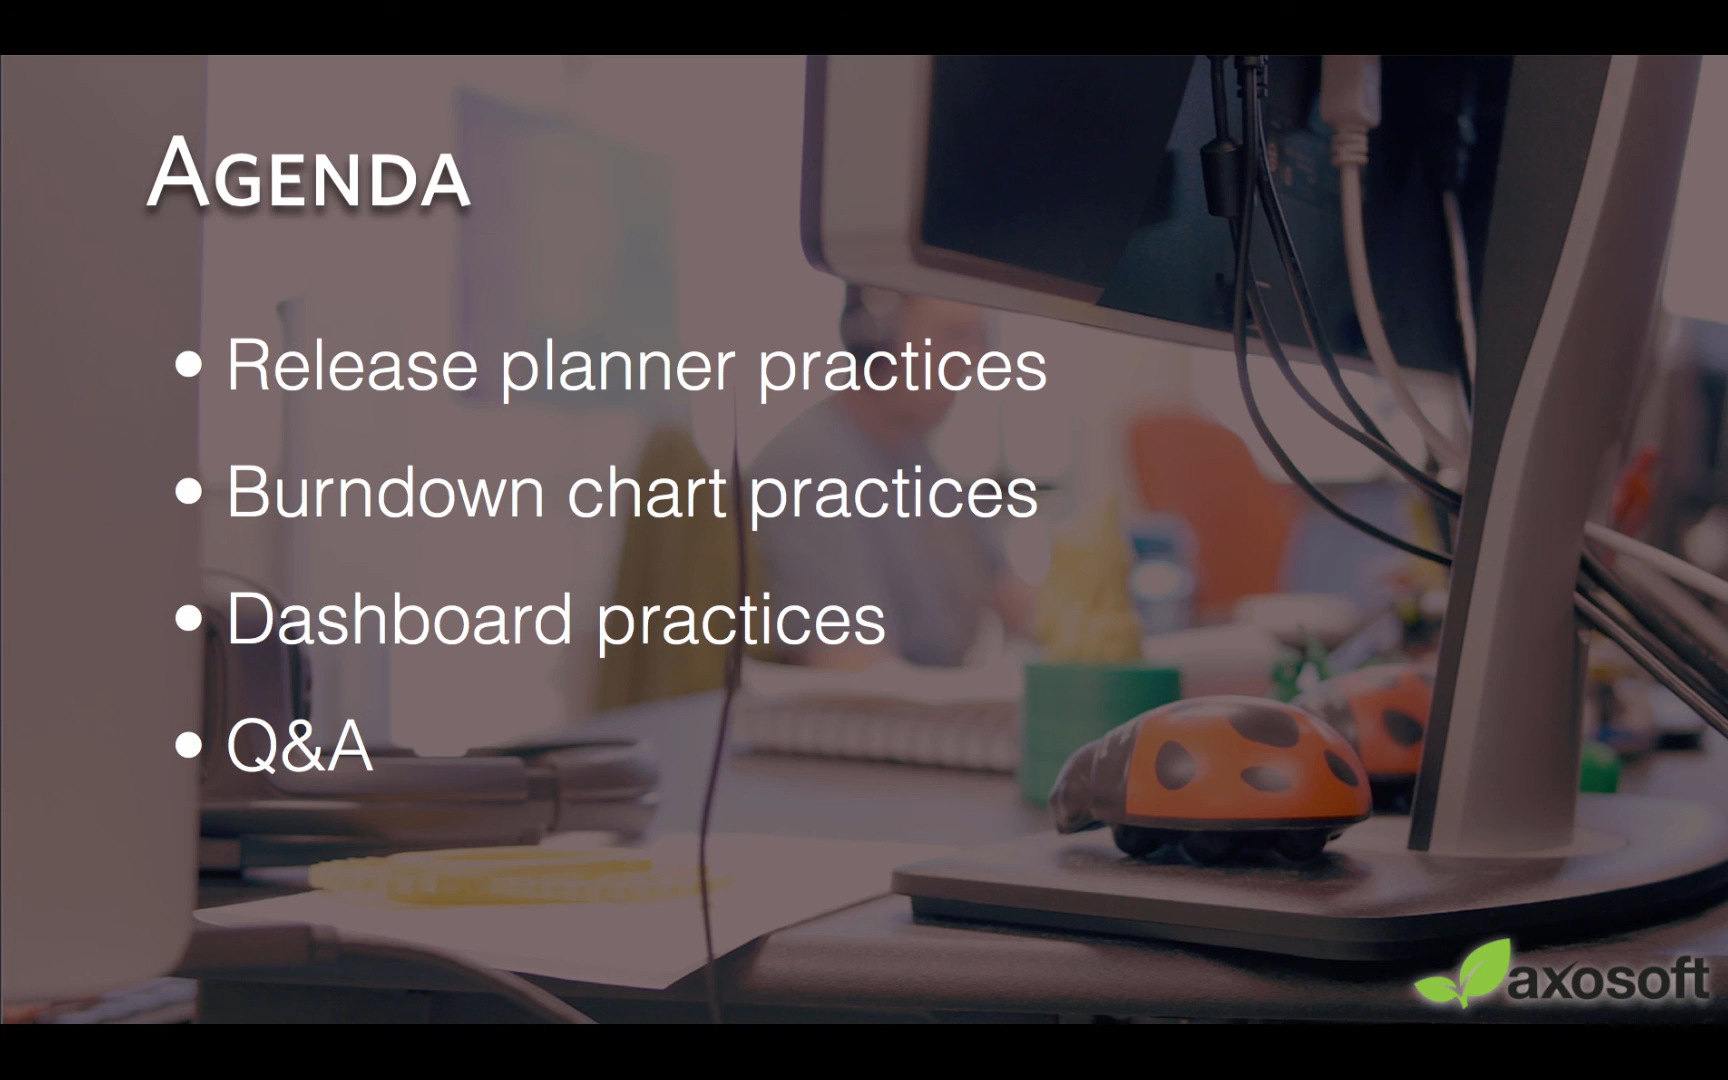 Agenda
• Release planner practices
• Burndown chart practices
• Dashboard practices
• Q&A
axosoft